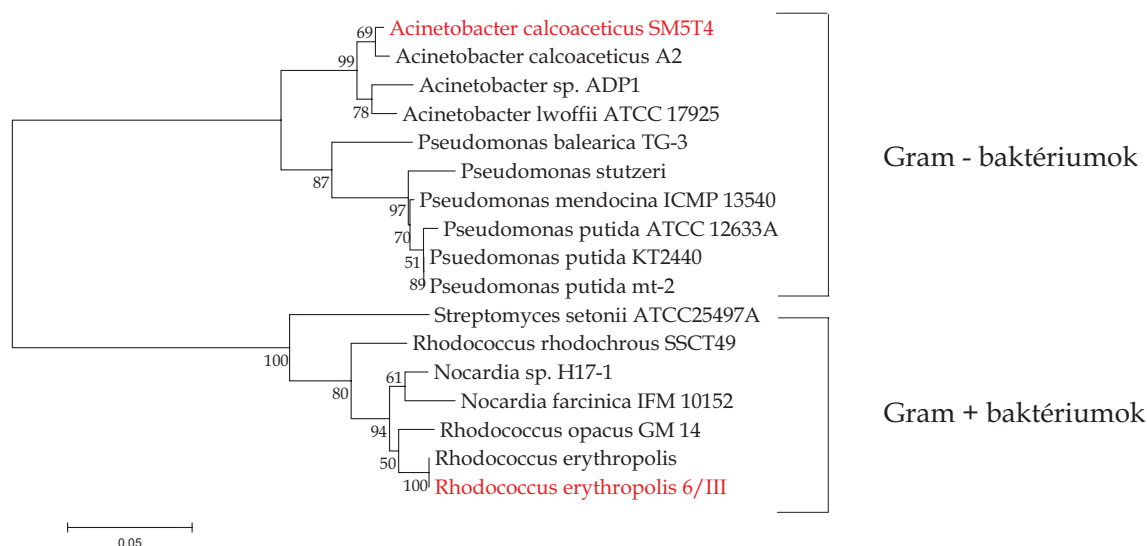 Acinetobacter calcoaceticus SM5T4
69
Acinetobacter calcoaceticus A2
99
Acinetobacter sp. ADP1
78
Acinetobacter lwoffii ATCC 17925
Pseudomonas balearica TG-3
Gram - baktériumok
87
Pseudomonas stutzeri
97
Pseudomonas mendocina ICMP 13540
70
Pseudomonas putida ATCC 12633A
51
Psuedomonas putida KT2440
89
Pseudomonas putida mt-2
Streptomyces setonii ATCC25497A
100
Rhodococcus rhodochrous SSCT49
80
61
Nocardia sp. H17-1
Nocardia farcinica IFM 10152
Gram + baktériumok
94
Rhodococcus opacus GM 14
50
Rhodococcus erythropolis
100
Rhodococcus erythropolis 6/III
0.05